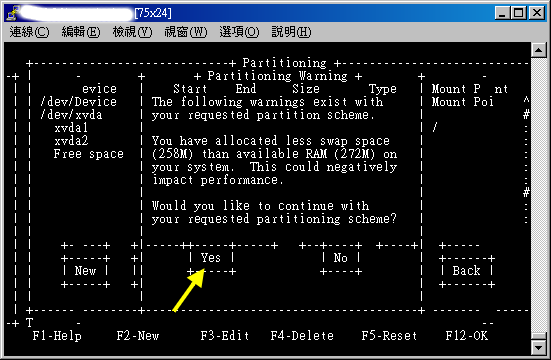 [75x24]
連線(C) 編輯(E) 檢視(V) 視窗(W) 選項(O) 說明(H)
Partitioning
Partitioning Warning
evice Start End Size Type Mount P nt
/dev/Device The following warnings exist with Mount Poi ^
/dev/xvda your requested partition scheme. #
xvda1 / :
xvda2 You have allocated less swap space :
Free space (258M) than available RAM (272M) on :
your system. This could negatively :
impact performance. :
#
Would you like to continue with :
your requested partitioning scheme? :
New Yes No Back
T
F1-Help F2-New F3-Edit F4-Delete F5-Reset F12-OK